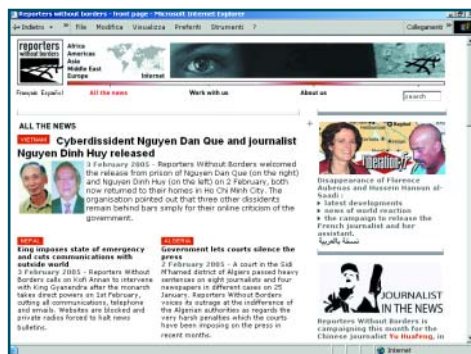 Reporters without borders - front page - Microsoft Internet Explorer
Indietro File Modifica Visualizza Preferiti Strumenti ? Collegamenti
reporters
without borders
Africa
Americas
Asia
Middle East
Europe
Internet
Français Español All the news Work with us About us search
ALL THE NEWS
VIETNAM Cyberdissident Nguyen Dan Que and journalist
Nguyen Dinh Huy released
3 February 2005 - Reporters Without Borders welcomed
the release from prison of Nguyen Dan Que (on the right)
and Nguyen Dinh Huy (on the left) on 2 February, both
now returned to their homes in Ho Chi Minh City. The
organisation pointed out that three other dissidents
remain behind bars simply for their online criticism of the
government.
NEPAL
King imposes state of emergency
and cuts communications with
outside world
3 February 2005 - Reporters Without
Borders calls on Kofi Annan to intervene
with King Gyanendra after the monarch
takes direct powers on 1st February,
cutting all communications, telephone
and emails. Websites are blocked and
private radios forced to halt news
bulletins.
ALGERIA
Government lets courts silence the
press
2 February 2005 - A court in the Sidi
M'hamed district of Algiers passed heavy
sentences on eight journalists and four
newspapers in different cases on 25
January. Reporters Without Borders
voices its outrage at the indifference of
the Algerian authorities as regards the
very harsh penalties which the courts
have been imposing on the press in
recent months.
Disappearance of Florence
Aubenas and Hussein Hanoun al-
Saadi :
latest developments
news of world reaction
the campaign to release the
French journalist and her
assistant.
نسخة بالعربية
JOURNALIST
IN THE NEWS
Reporters Without Borders is
campaigning this month for the
Chinese journalist Yu Huafeng, in
Internet